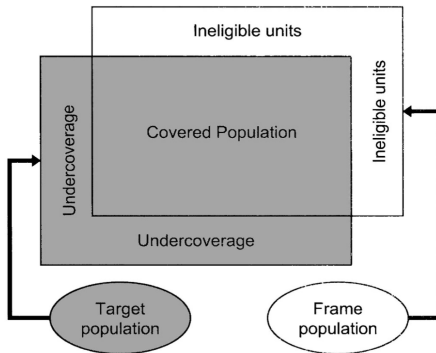 Ineligible units
Ineligible units
Covered Population
Undercoverage
Undercoverage
Target
population
Frame
population